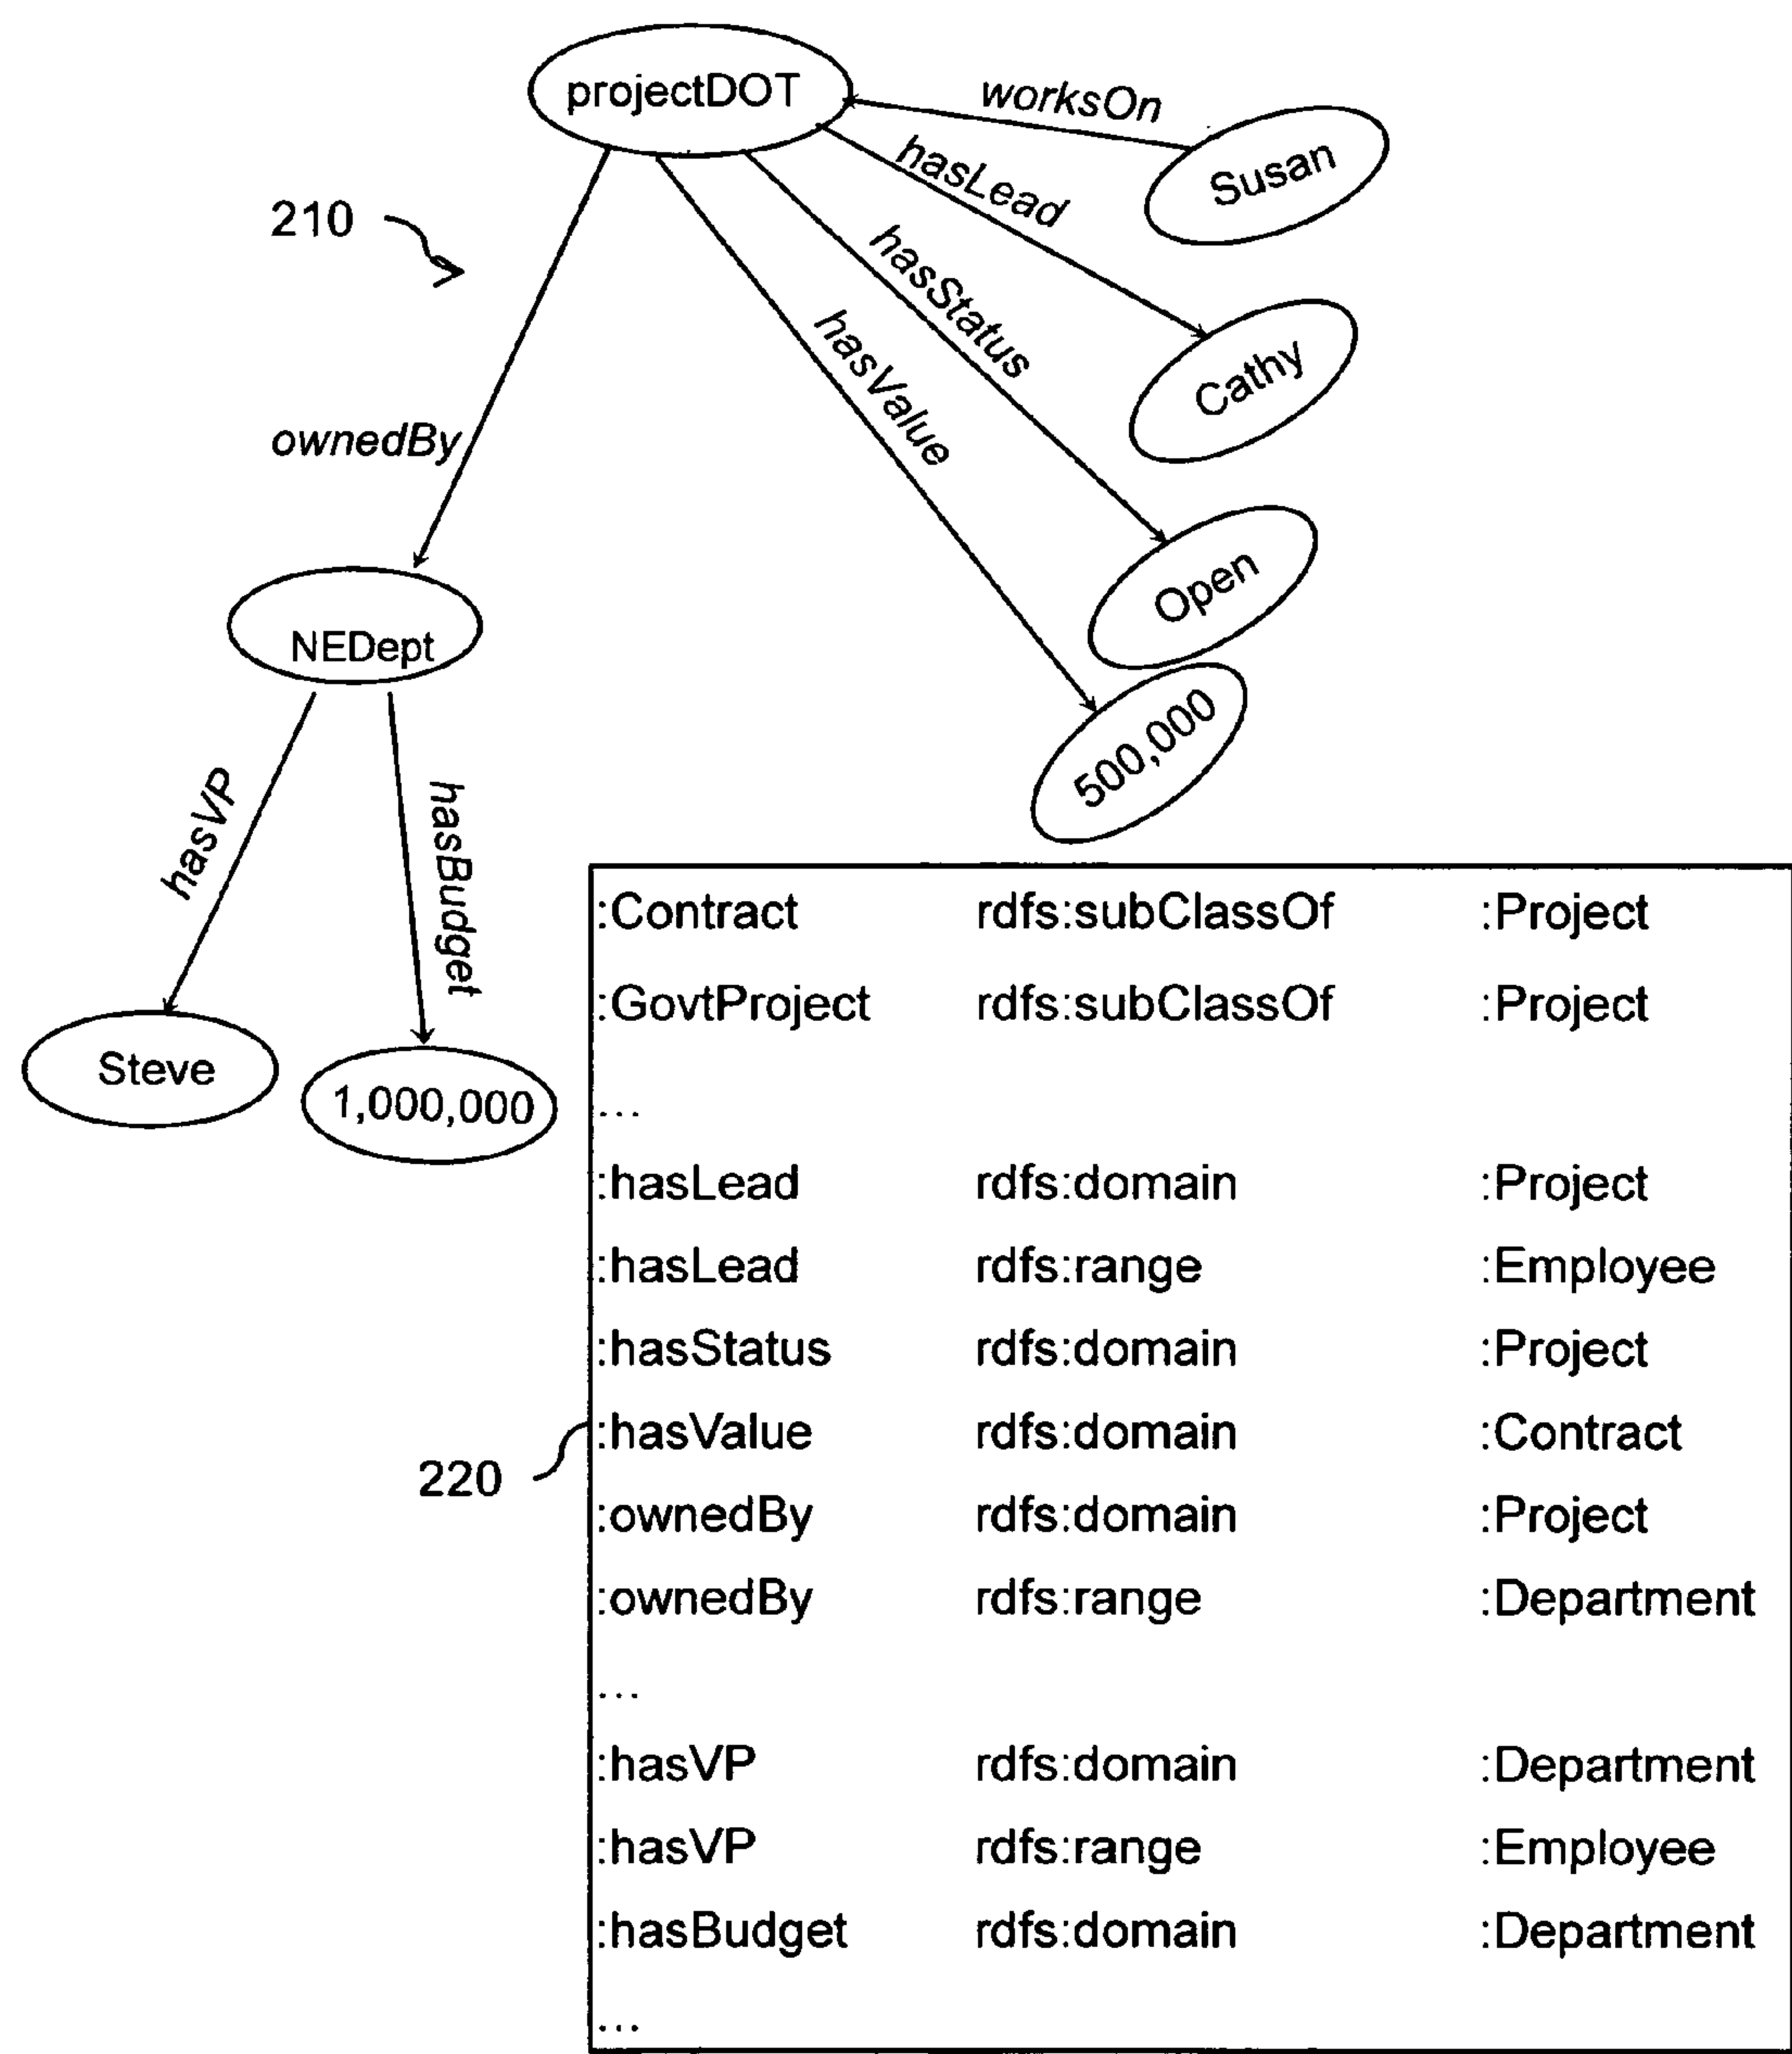 projectDOT
worksOn
Susan
hasLead
210
hasStatus
Cathy
hasValue
ownedBy
Open
NEDept
500,000
hasVP
hasBudget
Steve
1,000,000
:Contract rdfs:subClassOf :Project
:GovtProject rdfs:subClassOf :Project
...
:hasLead rdfs:domain :Project
:hasLead rdfs:range :Employee
:hasStatus rdfs:domain :Project
:hasValue rdfs:domain :Contract
220
:ownedBy rdfs:domain :Project
:ownedBy rdfs:range :Department
...
:hasVP rdfs:domain :Department
:hasVP rdfs:range :Employee
:hasBudget rdfs:domain :Department
...